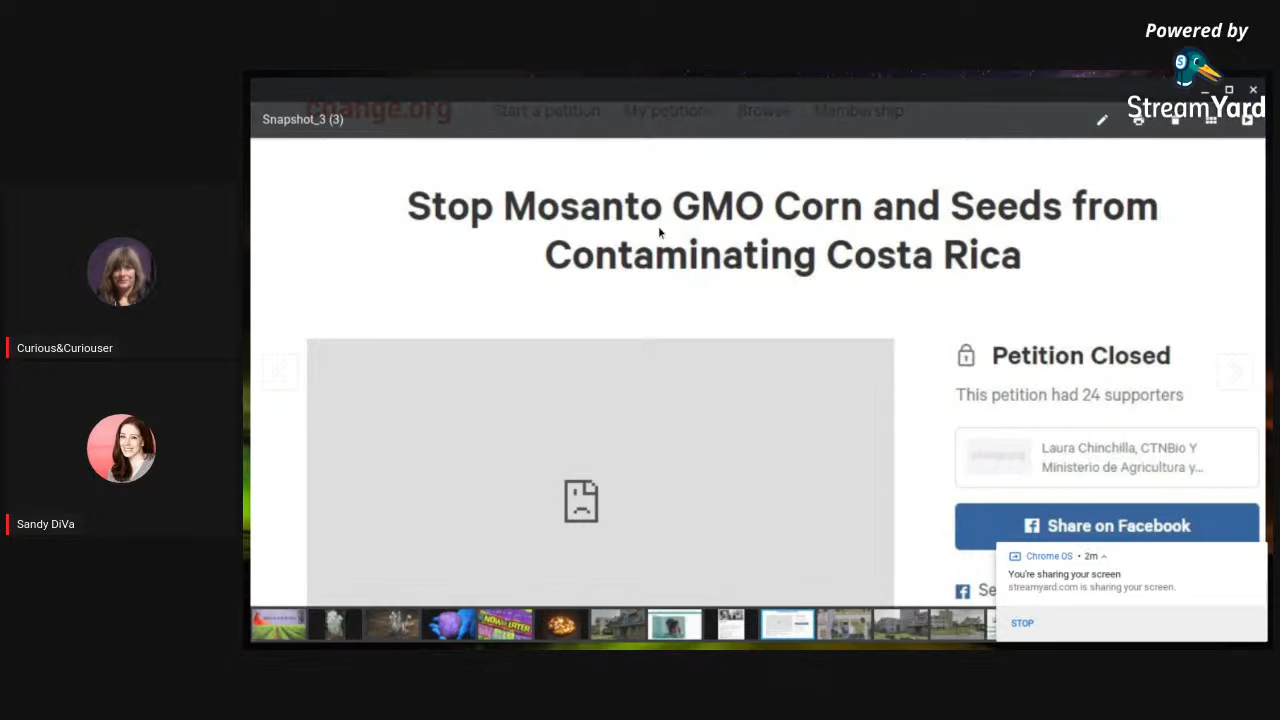 Powered by
StreamYard
change.org Start a petition My petitions Browse Membership
Snapshot_3 (3)
Stop Mosanto GMO Corn and Seeds from
Contaminating Costa Rica
Petition Closed
This petition had 24 supporters
Laura Chinchilla, CTNBio Y
Ministerio de Agricultura y...
Share on Facebook
Se
Chrome OS • 2m
You're sharing your screen
streamyard.com is sharing your screen.
STOP
Curious&Curiouser
Sandy DiVa
NOW LATER